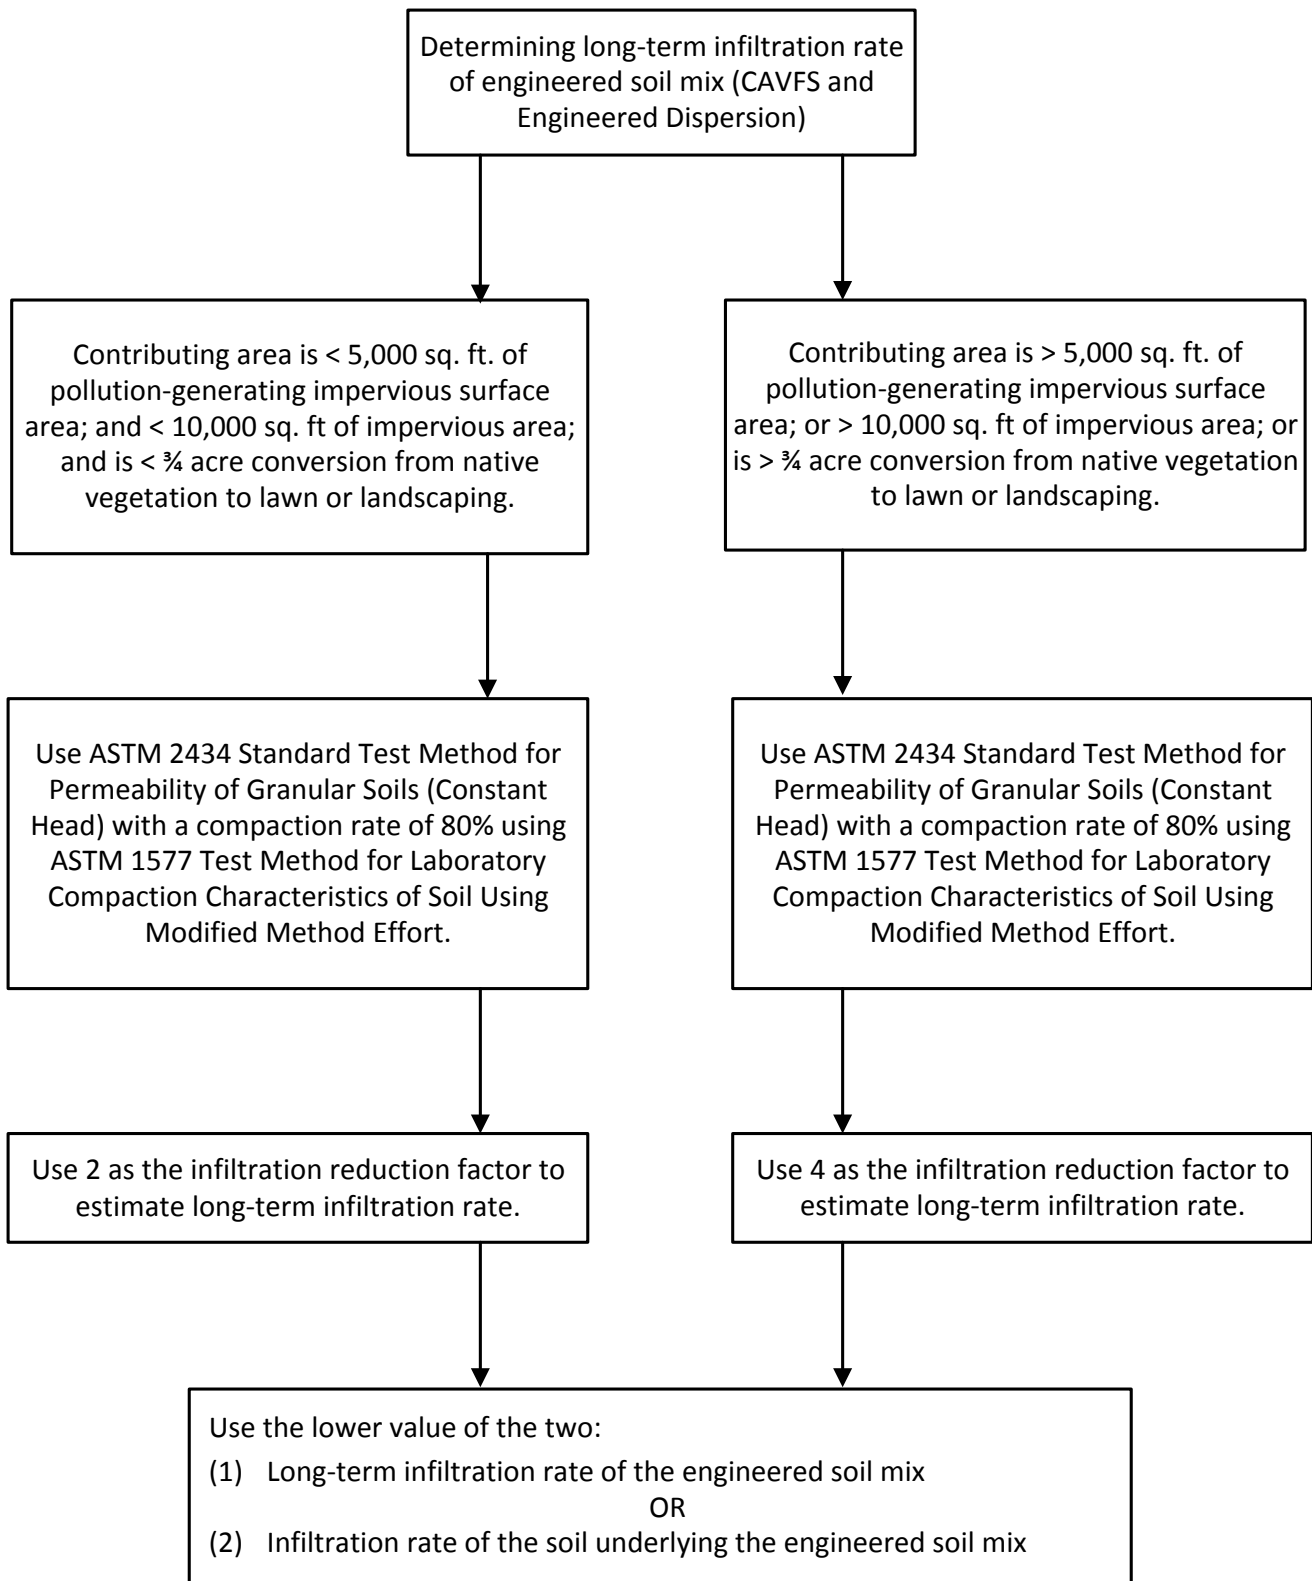 Determining long-term infiltration rate
of engineered soil mix (CAVFS and
Engineered Dispersion)
Contributing area is < 5,000 sq. ft. of
pollution-generating impervious surface
area; and < 10,000 sq. ft of impervious area;
and is < ¾ acre conversion from native
vegetation to lawn or landscaping.
Contributing area is > 5,000 sq. ft. of
pollution-generating impervious surface
area; or > 10,000 sq. ft of impervious area; or
is > ¾ acre conversion from native vegetation
to lawn or landscaping.
Use ASTM 2434 Standard Test Method for
Permeability of Granular Soils (Constant
Head) with a compaction rate of 80% using
ASTM 1577 Test Method for Laboratory
Compaction Characteristics of Soil Using
Modified Method Effort.
Use ASTM 2434 Standard Test Method for
Permeability of Granular Soils (Constant
Head) with a compaction rate of 80% using
ASTM 1577 Test Method for Laboratory
Compaction Characteristics of Soil Using
Modified Method Effort.
Use 2 as the infiltration reduction factor to
estimate long-term infiltration rate.
Use 4 as the infiltration reduction factor to
estimate long-term infiltration rate.
Use the lower value of the two:
(1) Long-term infiltration rate of the engineered soil mix
OR
(2) Infiltration rate of the soil underlying the engineered soil mix